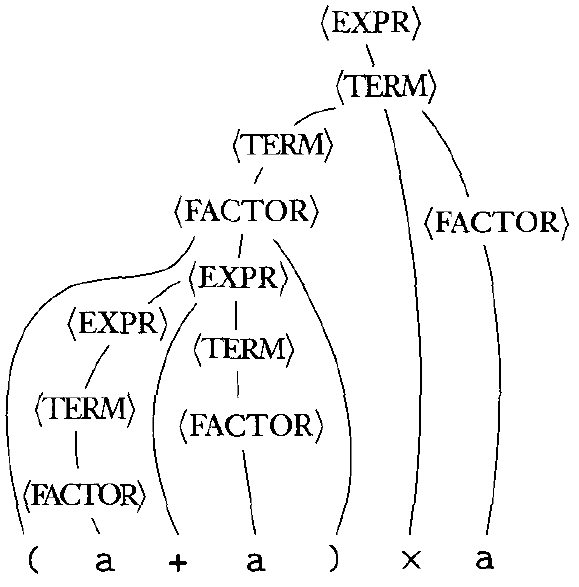 ⟨EXPR⟩
⟨TERM⟩
⟨TERM⟩
⟨FACTOR⟩ ⟨FACTOR⟩
⟨EXPR⟩
⟨EXPR⟩ ⟨TERM⟩
⟨TERM⟩ ⟨FACTOR⟩
⟨FACTOR⟩
( a + a ) × a